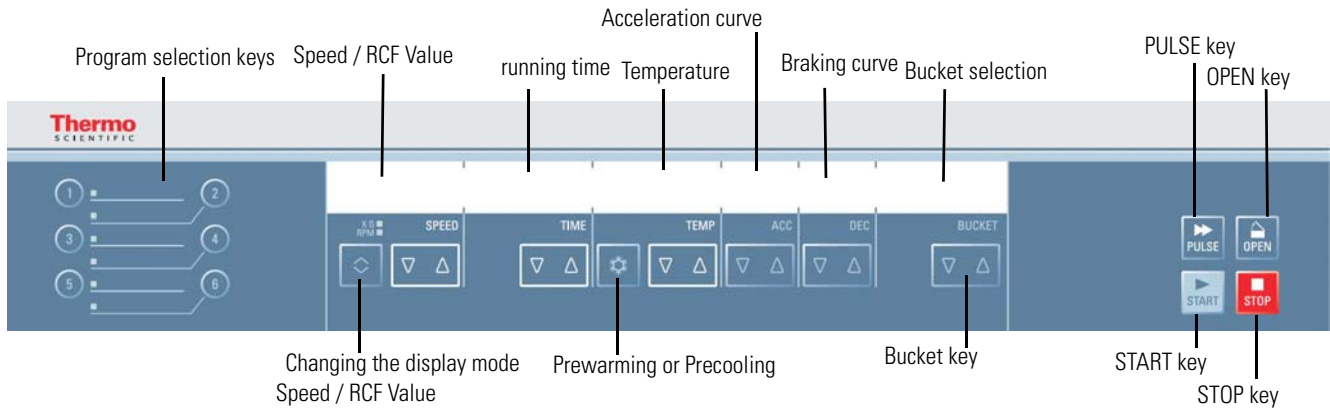 Acceleration curve
Program selection keys
Speed / RCF Value
running time
Temperature
Braking curve
Bucket selection
PULSE key
OPEN key
Thermo
SCIENTIFIC
1
2
3
4
5
6
X G
RPM
SPEED
TIME
TEMP
ACC
DEC
BUCKET
PULSE
OPEN
START
STOP
Changing the display mode
Speed / RCF Value
Prewarming or Precooling
Bucket key
START key
STOP key